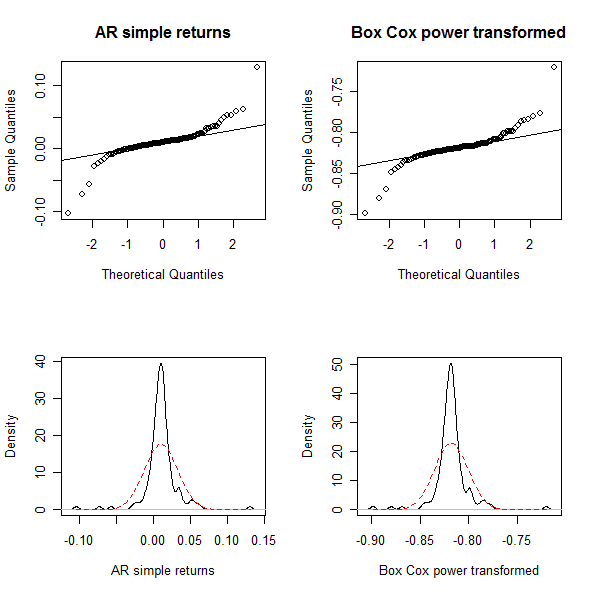 AR simple returns
Sample Quantiles
-0.10 0.00 0.10
-2 -1 0 1 2
Theoretical Quantiles
Box Cox power transformed
Sample Quantiles
-0.90 -0.85 -0.80 -0.75
-2 -1 0 1 2
Theoretical Quantiles
Density
0 10 20 30 40
-0.10 0.00 0.05 0.10 0.15
AR simple returns
Density
0 10 20 30 40 50
-0.90 -0.85 -0.80 -0.75
Box Cox power transformed